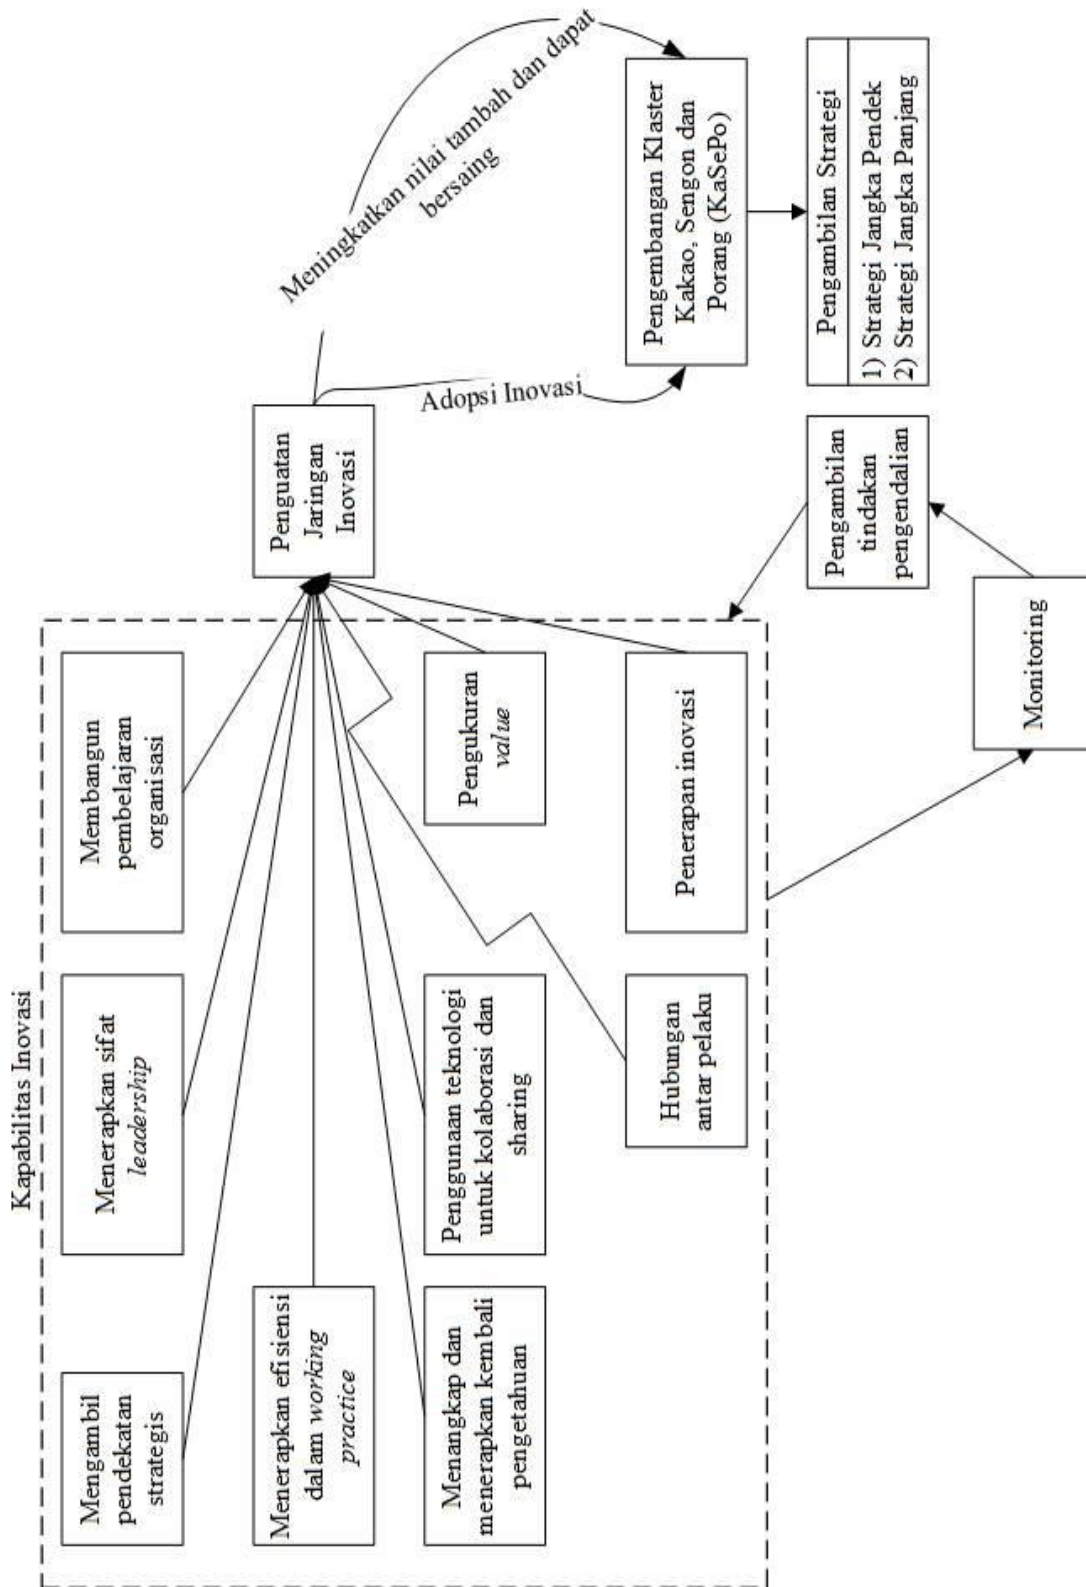 Kapabilitas Inovasi
Mengambil
pendekatan
strategis
Menerapkan sifat
leadership
Membangun
pembelajaran
organisasi
Menerapkan efisiensi
dalam working
practice
Menangkap dan
menerapkan kembali
pengetahuan
Penggunaan teknologi
untuk kolaborasi dan
sharing
Pengukuran
value
Hubungan
antar pelaku
Penerapan inovasi
Penguatan
Jaringan
Inovasi
Meningkatkan nilai tambah dan dapat
bersaing
Adopsi Inovasi
Pengembangan Klaster
Kakao, Sengon dan
Porang (KaSePo)
Pengambilan Strategi
1) Strategi Jangka Pendek
2) Strategi Jangka Panjang
Pengambilan
tindakan
pengendalian
Monitoring